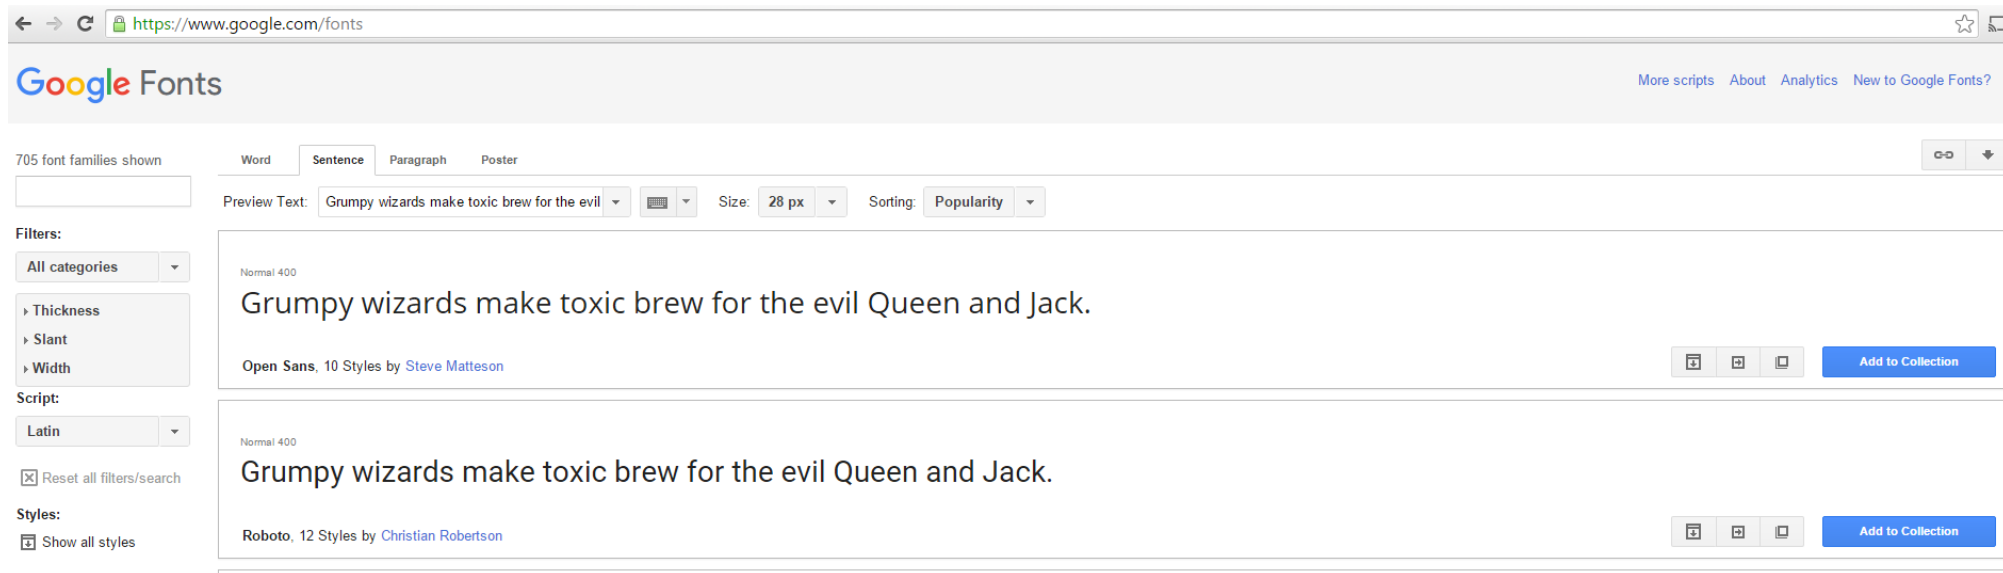 https://www.google.com/fonts
Google Fonts
More scripts About Analytics New to Google Fonts?
705 font families shown
Word Sentence Paragraph Poster
Preview Text: Grumpy wizards make toxic brew for the evil Size: 28 px Sorting: Popularity
Filters:
All categories
Thickness
Slant
Width
Script:
Latin
Reset all filters/search
Styles:
Show all styles
Normal 400
Grumpy wizards make toxic brew for the evil Queen and Jack.
Open Sans, 10 Styles by Steve Matteson
Add to Collection
Normal 400
Grumpy wizards make toxic brew for the evil Queen and Jack.
Roboto, 12 Styles by Christian Robertson
Add to Collection